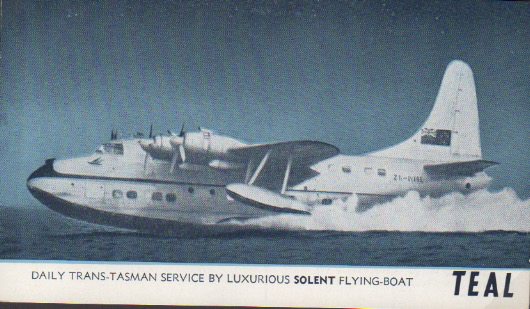 DAILY TRANS-TASMAN SERVICE BY LUXURIOUS SOLENT FLYING-BOAT
TEAL